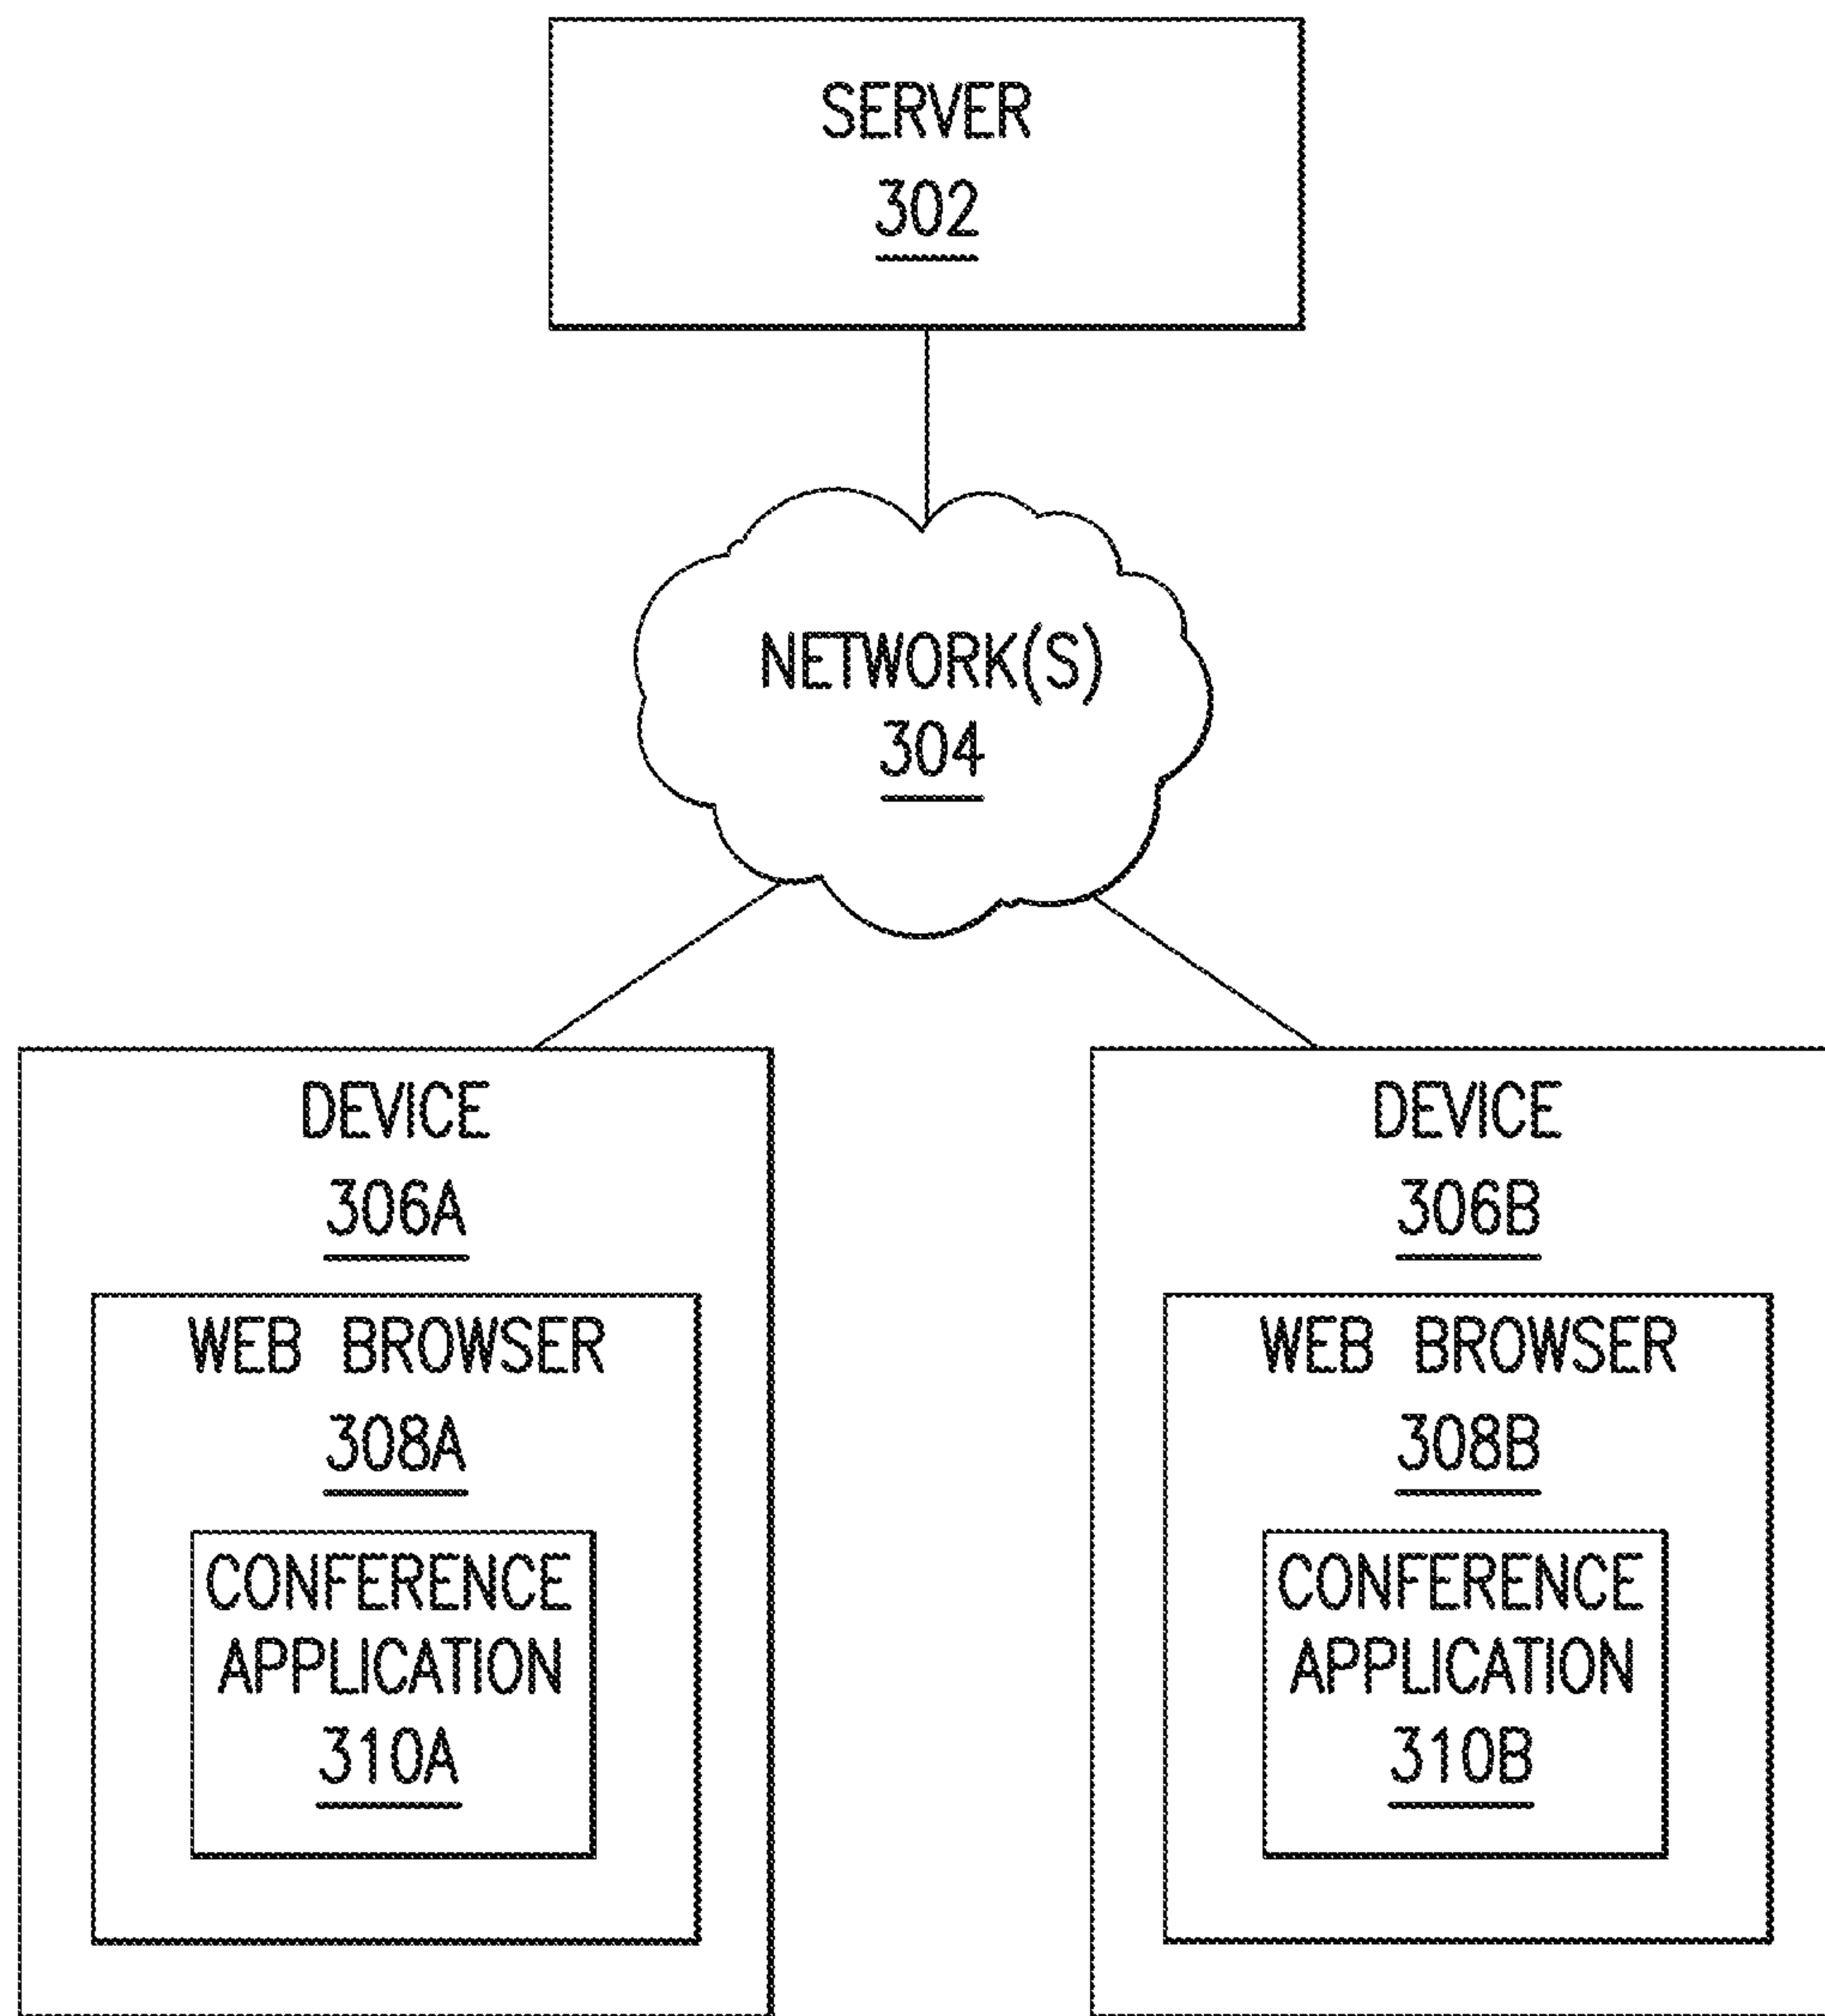 SERVER
302
NETWORK(S)
304
DEVICE
306A
WEB BROWSER
308A
CONFERENCE
APPLICATION
310A
DEVICE
306B
WEB BROWSER
308B
CONFERENCE
APPLICATION
310B